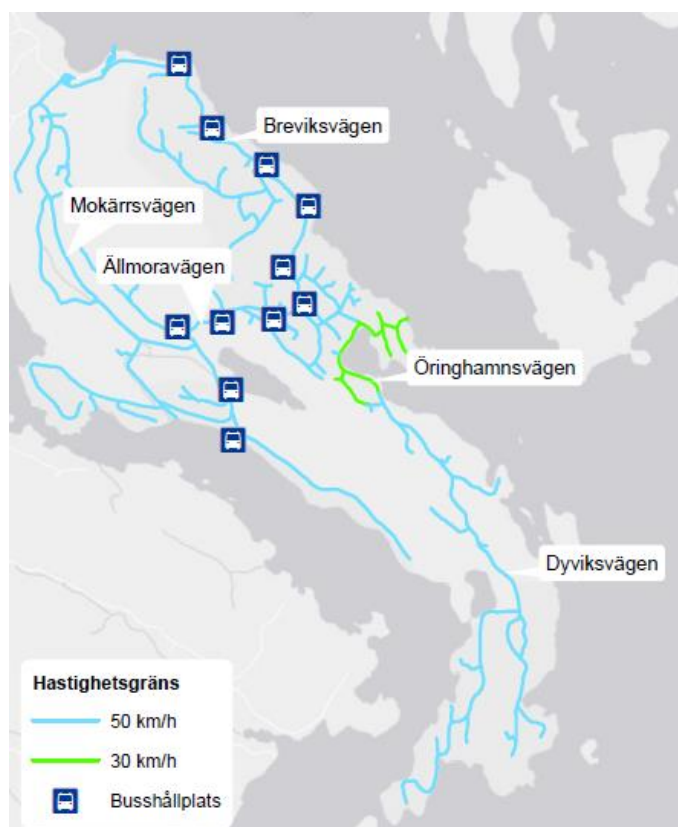 Breviksvägen
Mokärrsvägen
Ällmoravägen
Öringhamnsvägen
Dyviksvägen
Hastighetsgräns
50 km/h
30 km/h
Busshållplats